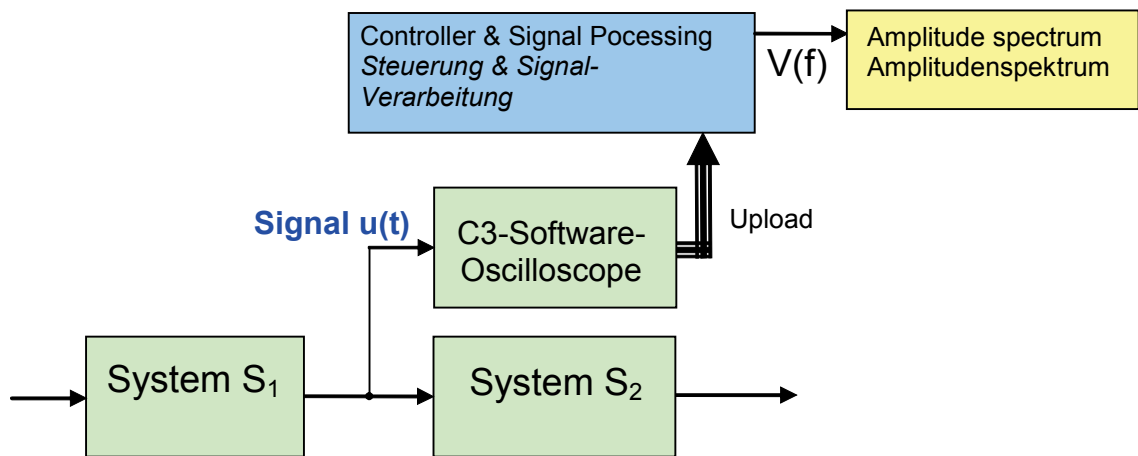 Controller & Signal Pocessing
Steuerung & Signal-
Verarbeitung
V(f)
Amplitude spectrum
Amplitudenspektrum
Signal u(t)
C3-Software-
Oscilloscope
Upload
System S₁
System S₂